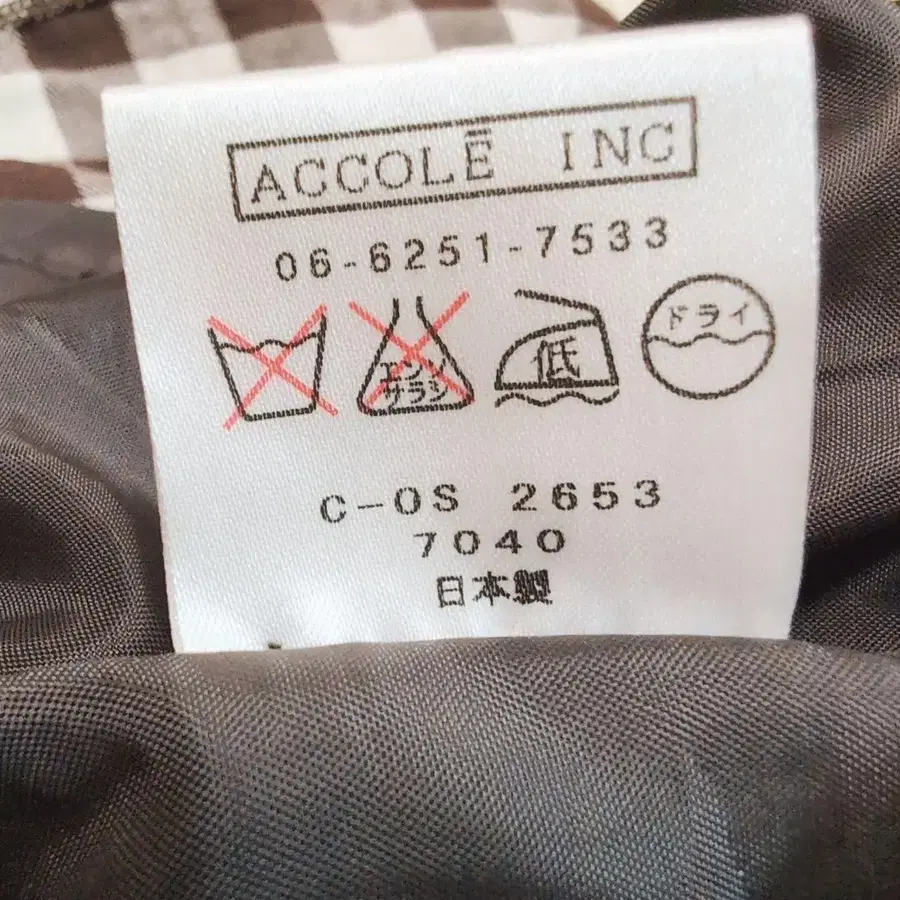 ACCOLĒ INC
06-6251-7533
エンソ サラシ 低 ドライ
C-OS 2653
7040
日本製